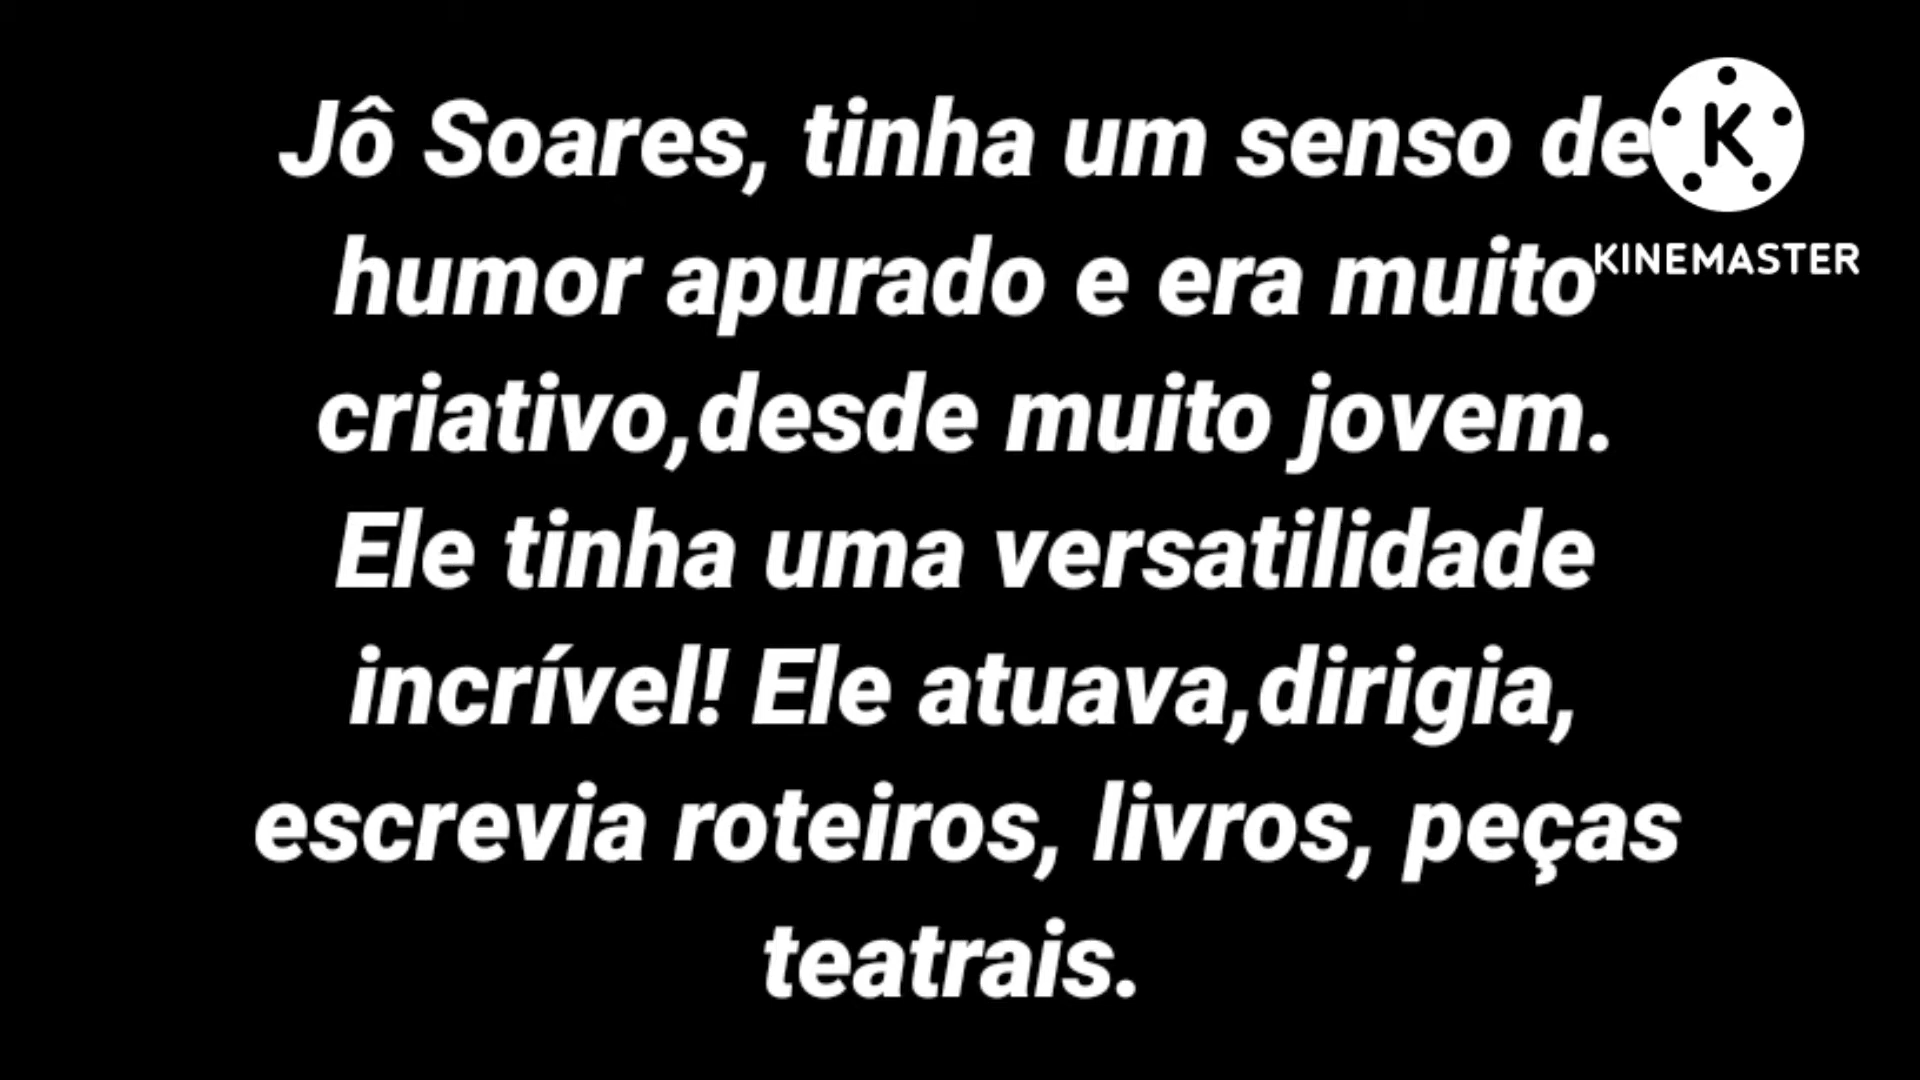 Jô Soares, tinha um senso de
humor apurado e era muito
criativo,desde muito jovem.
Ele tinha uma versatilidade
incrível! Ele atuava,dirigia,
escrevia roteiros, livros, peças
teatrais.
K
KINEMASTER